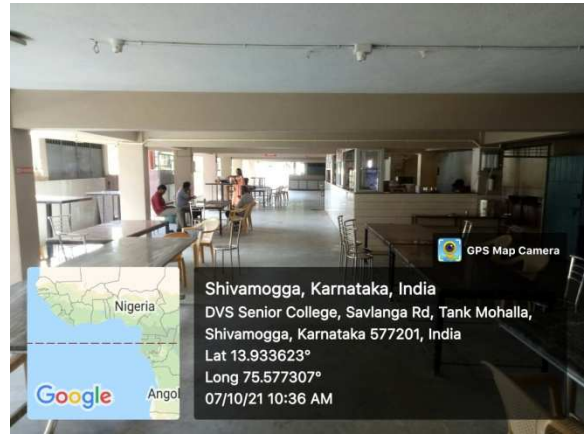 GPS Map Camera
Nigeria
Angol
Google
Shivamogga, Karnataka, India
DVS Senior College, Savlanga Rd, Tank Mohalla,
Shivamogga, Karnataka 577201, India
Lat 13.933623°
Long 75.577307°
07/10/21 10:36 AM